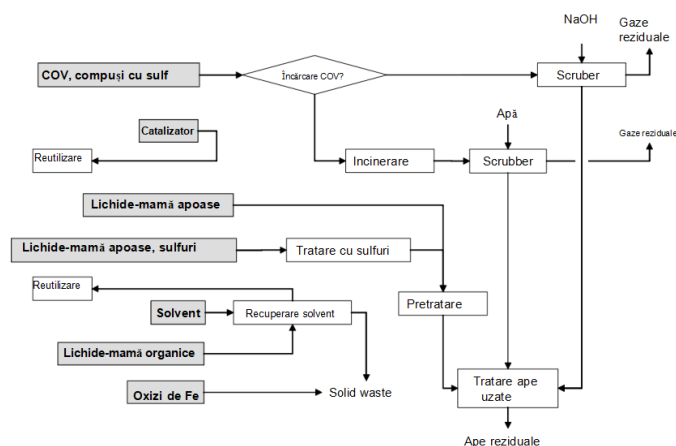 NaOH
Gaze
reziduale
COV, compuși cu sulf
Încărcare COV?
Scruber
Apă
Catalizator
Gaze reziduale
Reutilizare
Incinerare
Scrubber
Lichide-mamă apoase
Lichide-mamă apoase, sulfuri
Tratare cu sulfuri
Reutilizare
Pretratare
Solvent
Recuperare solvent
Lichide-mamă organice
Oxizi de Fe
Solid waste
Tratare ape
uzate
Ape reziduale